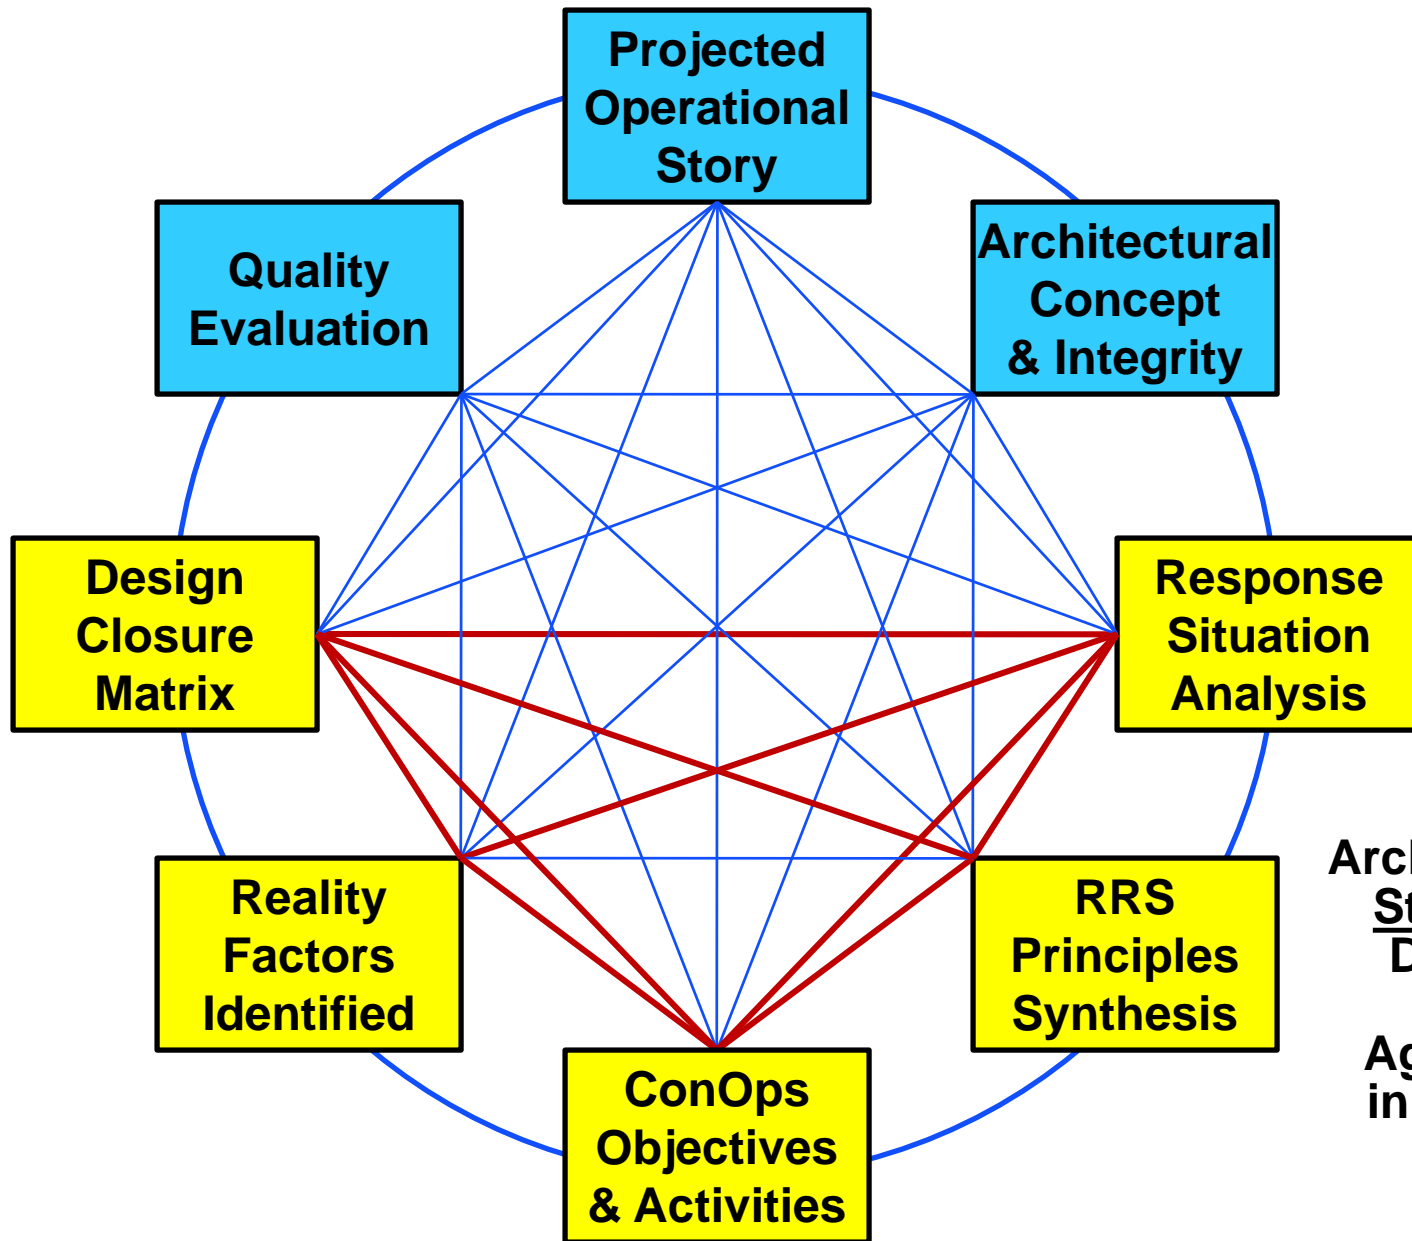 Projected
Operational
Story
Quality
Evaluation
Architectural
Concept
& Integrity
Design
Closure
Matrix
Response
Situation
Analysis
Reality
Factors
Identified
RRS
Principles
Synthesis
ConOps
Objectives
& Activities
in